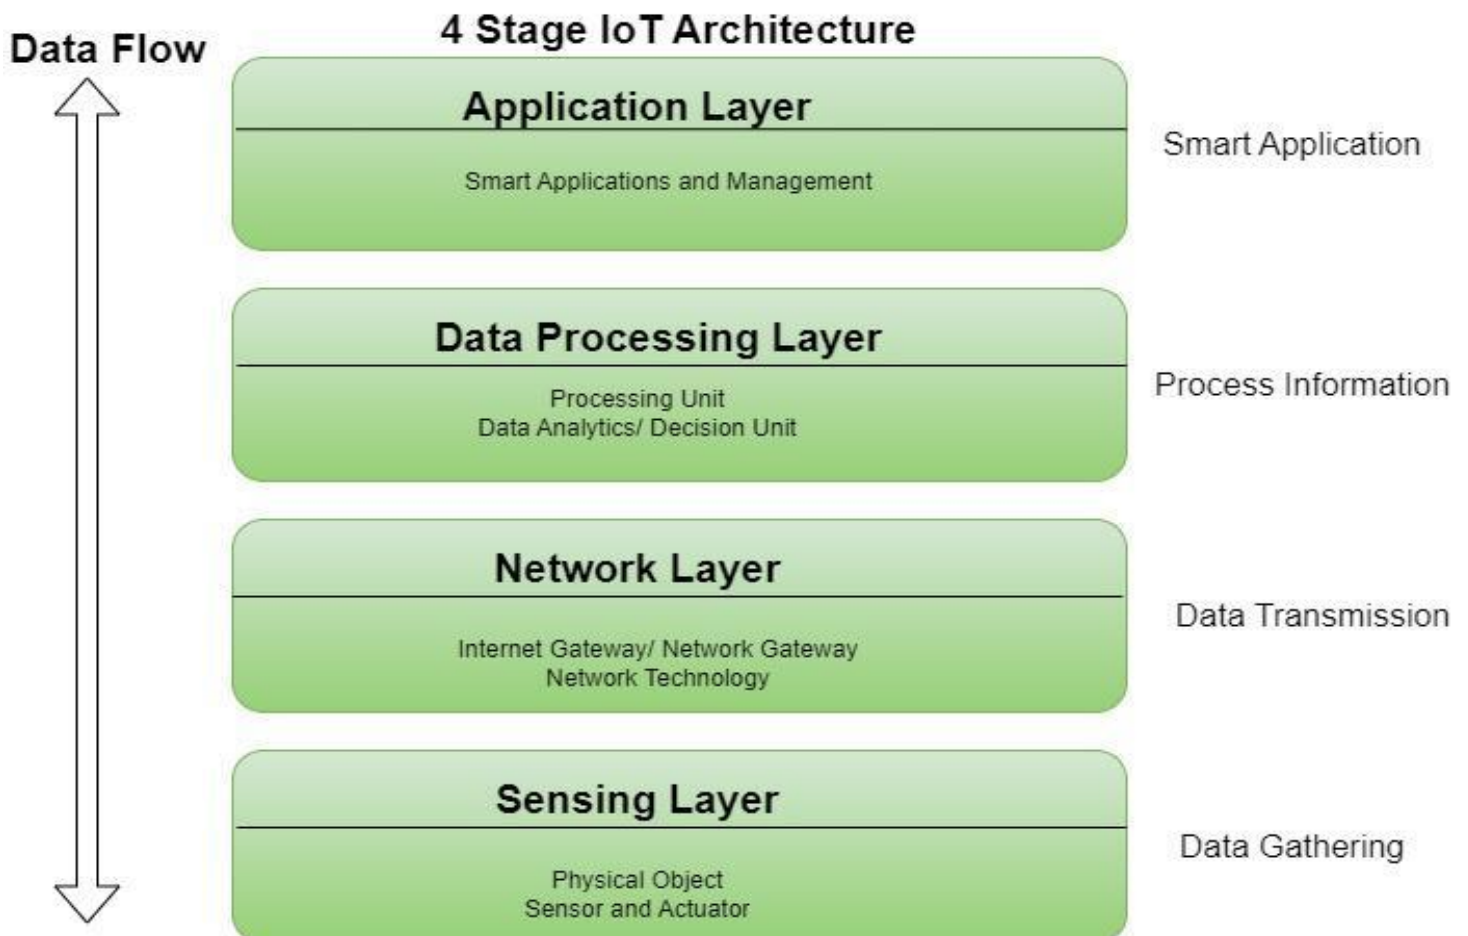 4 Stage IoT Architecture
Data Flow
Application Layer
Smart Applications and Management
Smart Application
Data Processing Layer
Processing Unit
Data Analytics/ Decision Unit
Process Information
Network Layer
Internet Gateway/ Network Gateway
Network Technology
Data Transmission
Sensing Layer
Physical Object
Sensor and Actuator
Data Gathering